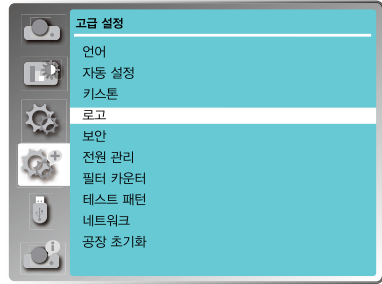 고급 설정
언어
자동 설정
키스톤
로고
보안
전원 관리
필터 카운터
테스트 패턴
네트워크
공장 초기화